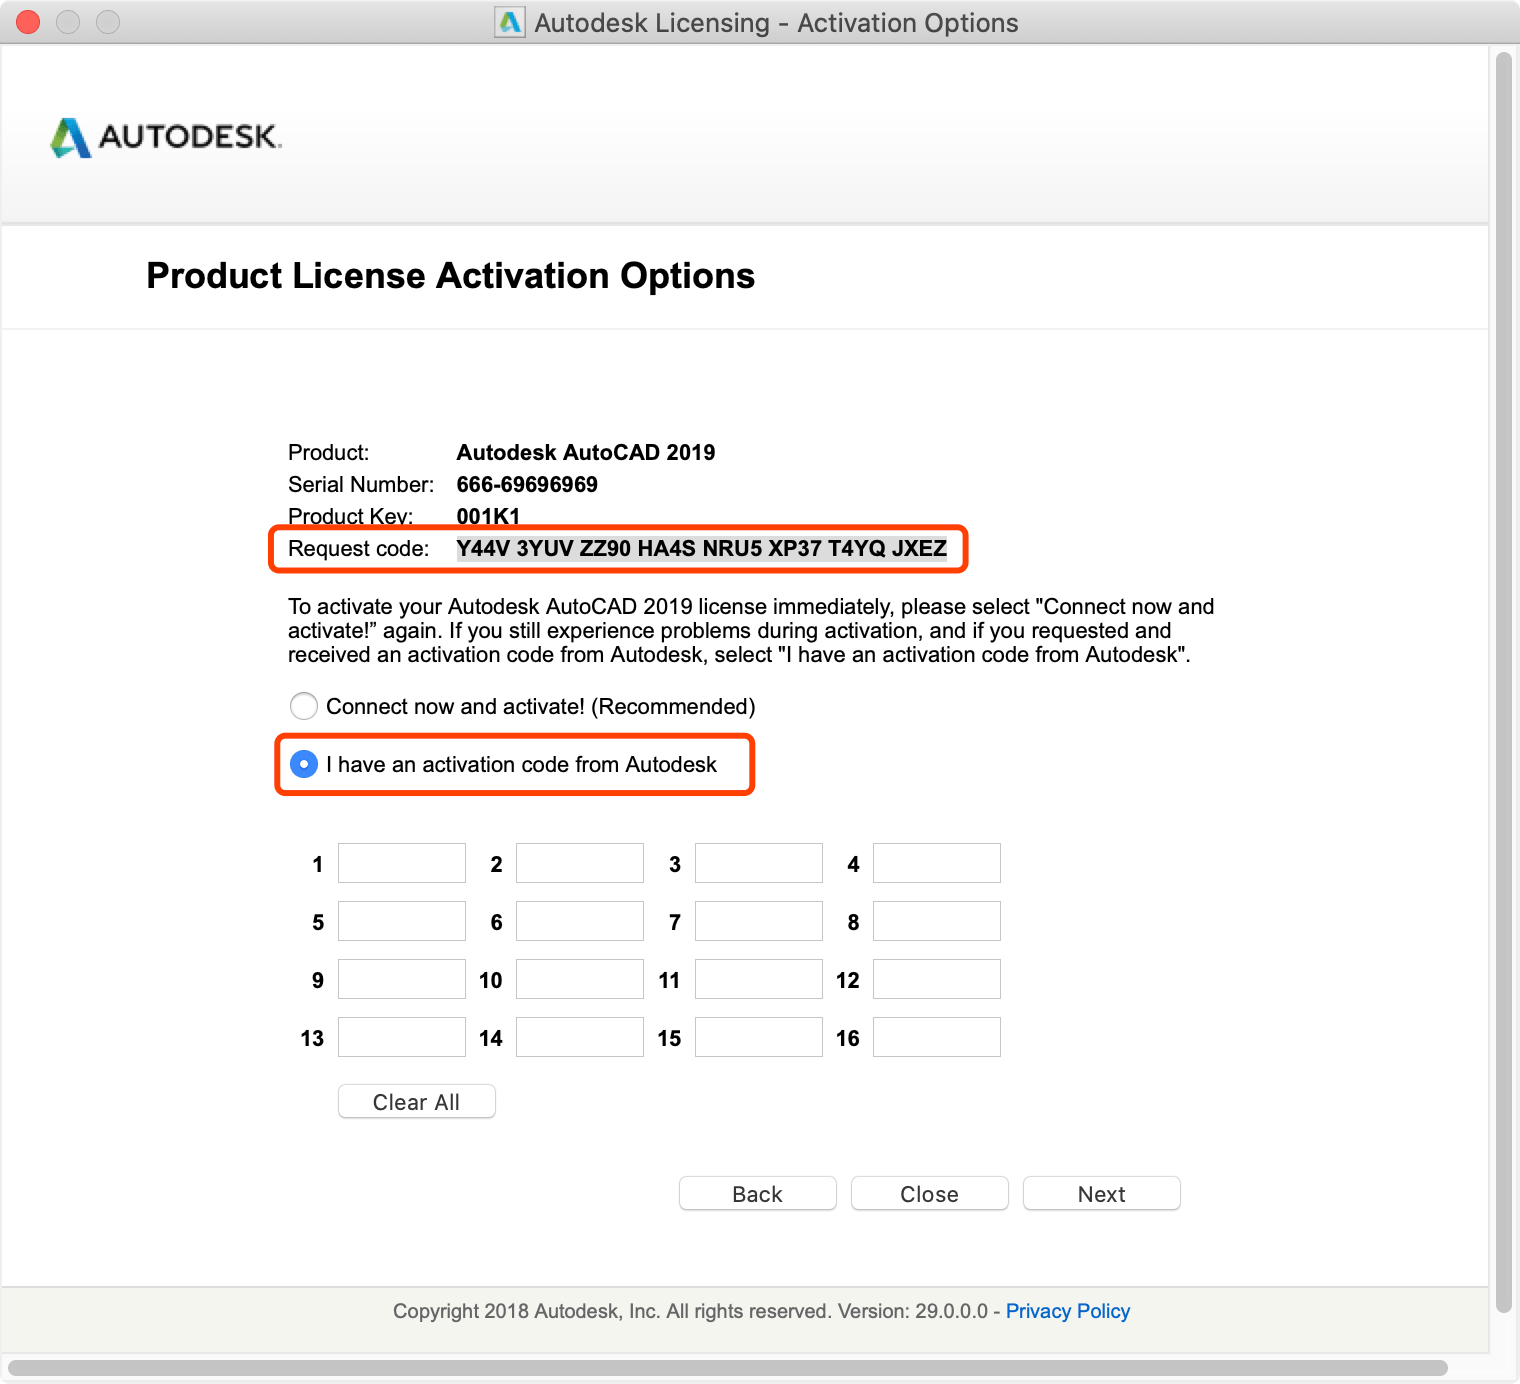 Autodesk Licensing - Activation Options
AUTODESK.
Product License Activation Options
Product: Autodesk AutoCAD 2019
Serial Number: 666-69696969
Product Key: 001K1
Request code: Y44V 3YUV ZZ90 HA4S NRU5 XP37 T4YQ JXEZ
To activate your Autodesk AutoCAD 2019 license immediately, please select "Connect now and
activate!” again. If you still experience problems during activation, and if you requested and
received an activation code from Autodesk, select "I have an activation code from Autodesk".
Connect now and activate! (Recommended)
I have an activation code from Autodesk
1 2 3 4
5 6 7 8
9 10 11 12
13 14 15 16
Clear All
Back Close Next
Copyright 2018 Autodesk, Inc. All rights reserved. Version: 29.0.0.0 - Privacy Policy